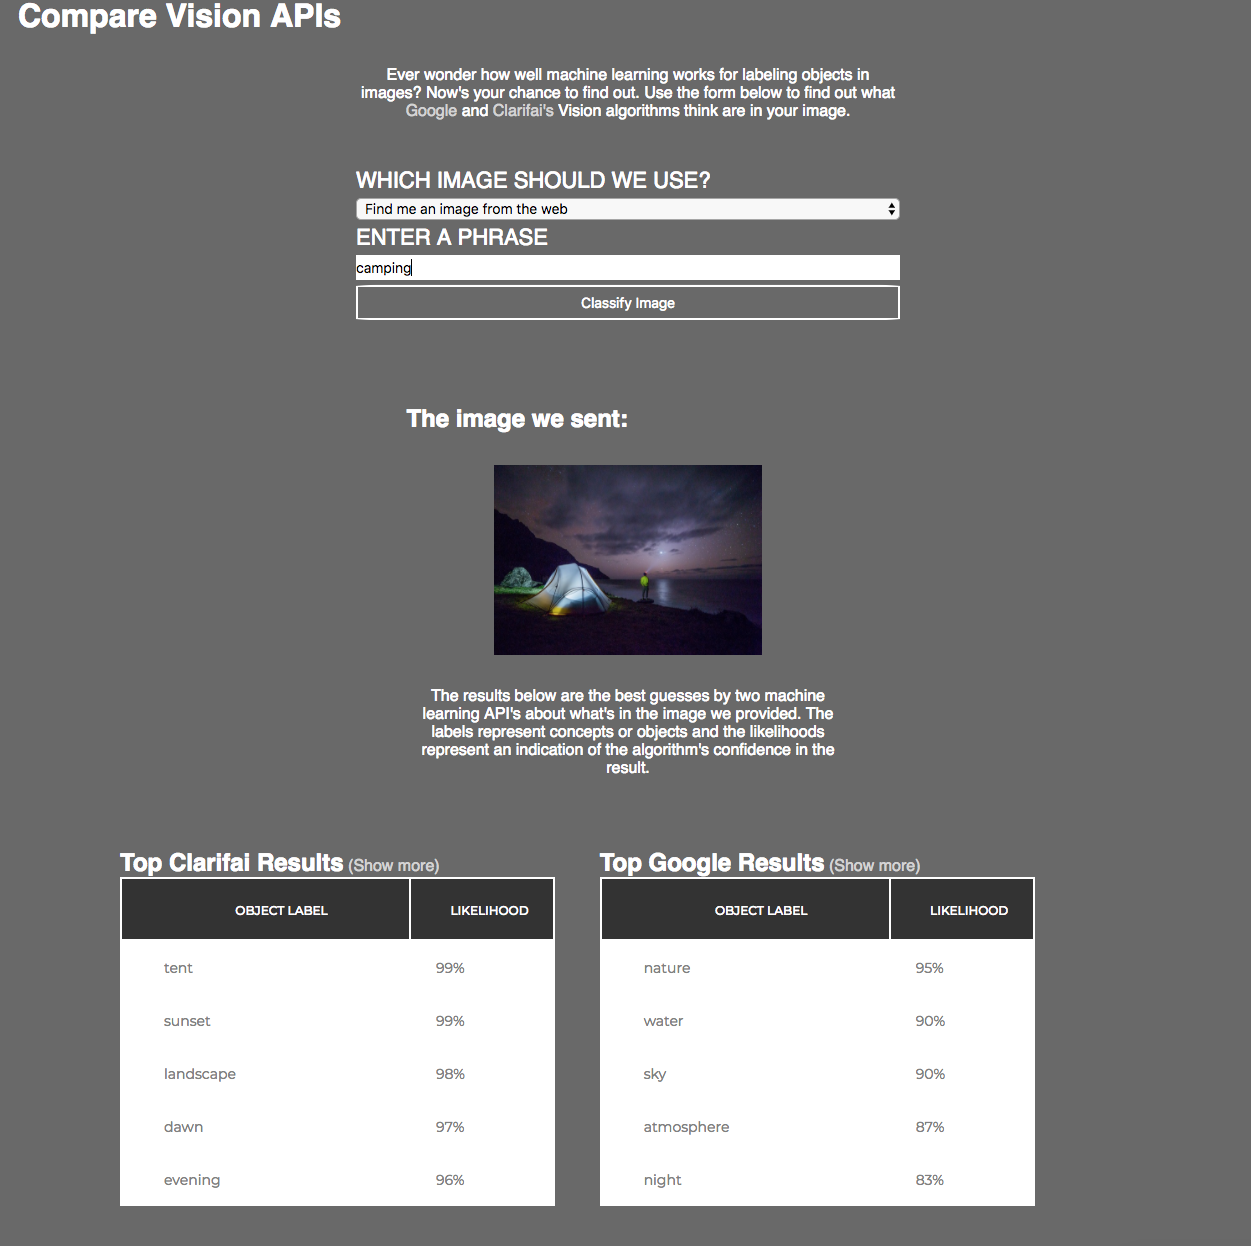 Compare Vision APIs
Ever wonder how well machine learning works for labeling objects in
images? Now's your chance to find out. Use the form below to find out what
Google and Clarifai's Vision algorithms think are in your image.
WHICH IMAGE SHOULD WE USE?
Find me an image from the web
ENTER A PHRASE
camping
Classify Image
The image we sent:
The results below are the best guesses by two machine
learning API's about what's in the image we provided. The
labels represent concepts or objects and the likelihoods
represent an indication of the algorithm's confidence in the
result.
Top Clarifai Results (Show more)
OBJECT LABEL LIKELIHOOD
tent 99%
sunset 99%
landscape 98%
dawn 97%
evening 96%
Top Google Results (Show more)
OBJECT LABEL LIKELIHOOD
nature 95%
water 90%
sky 90%
atmosphere 87%
night 83%